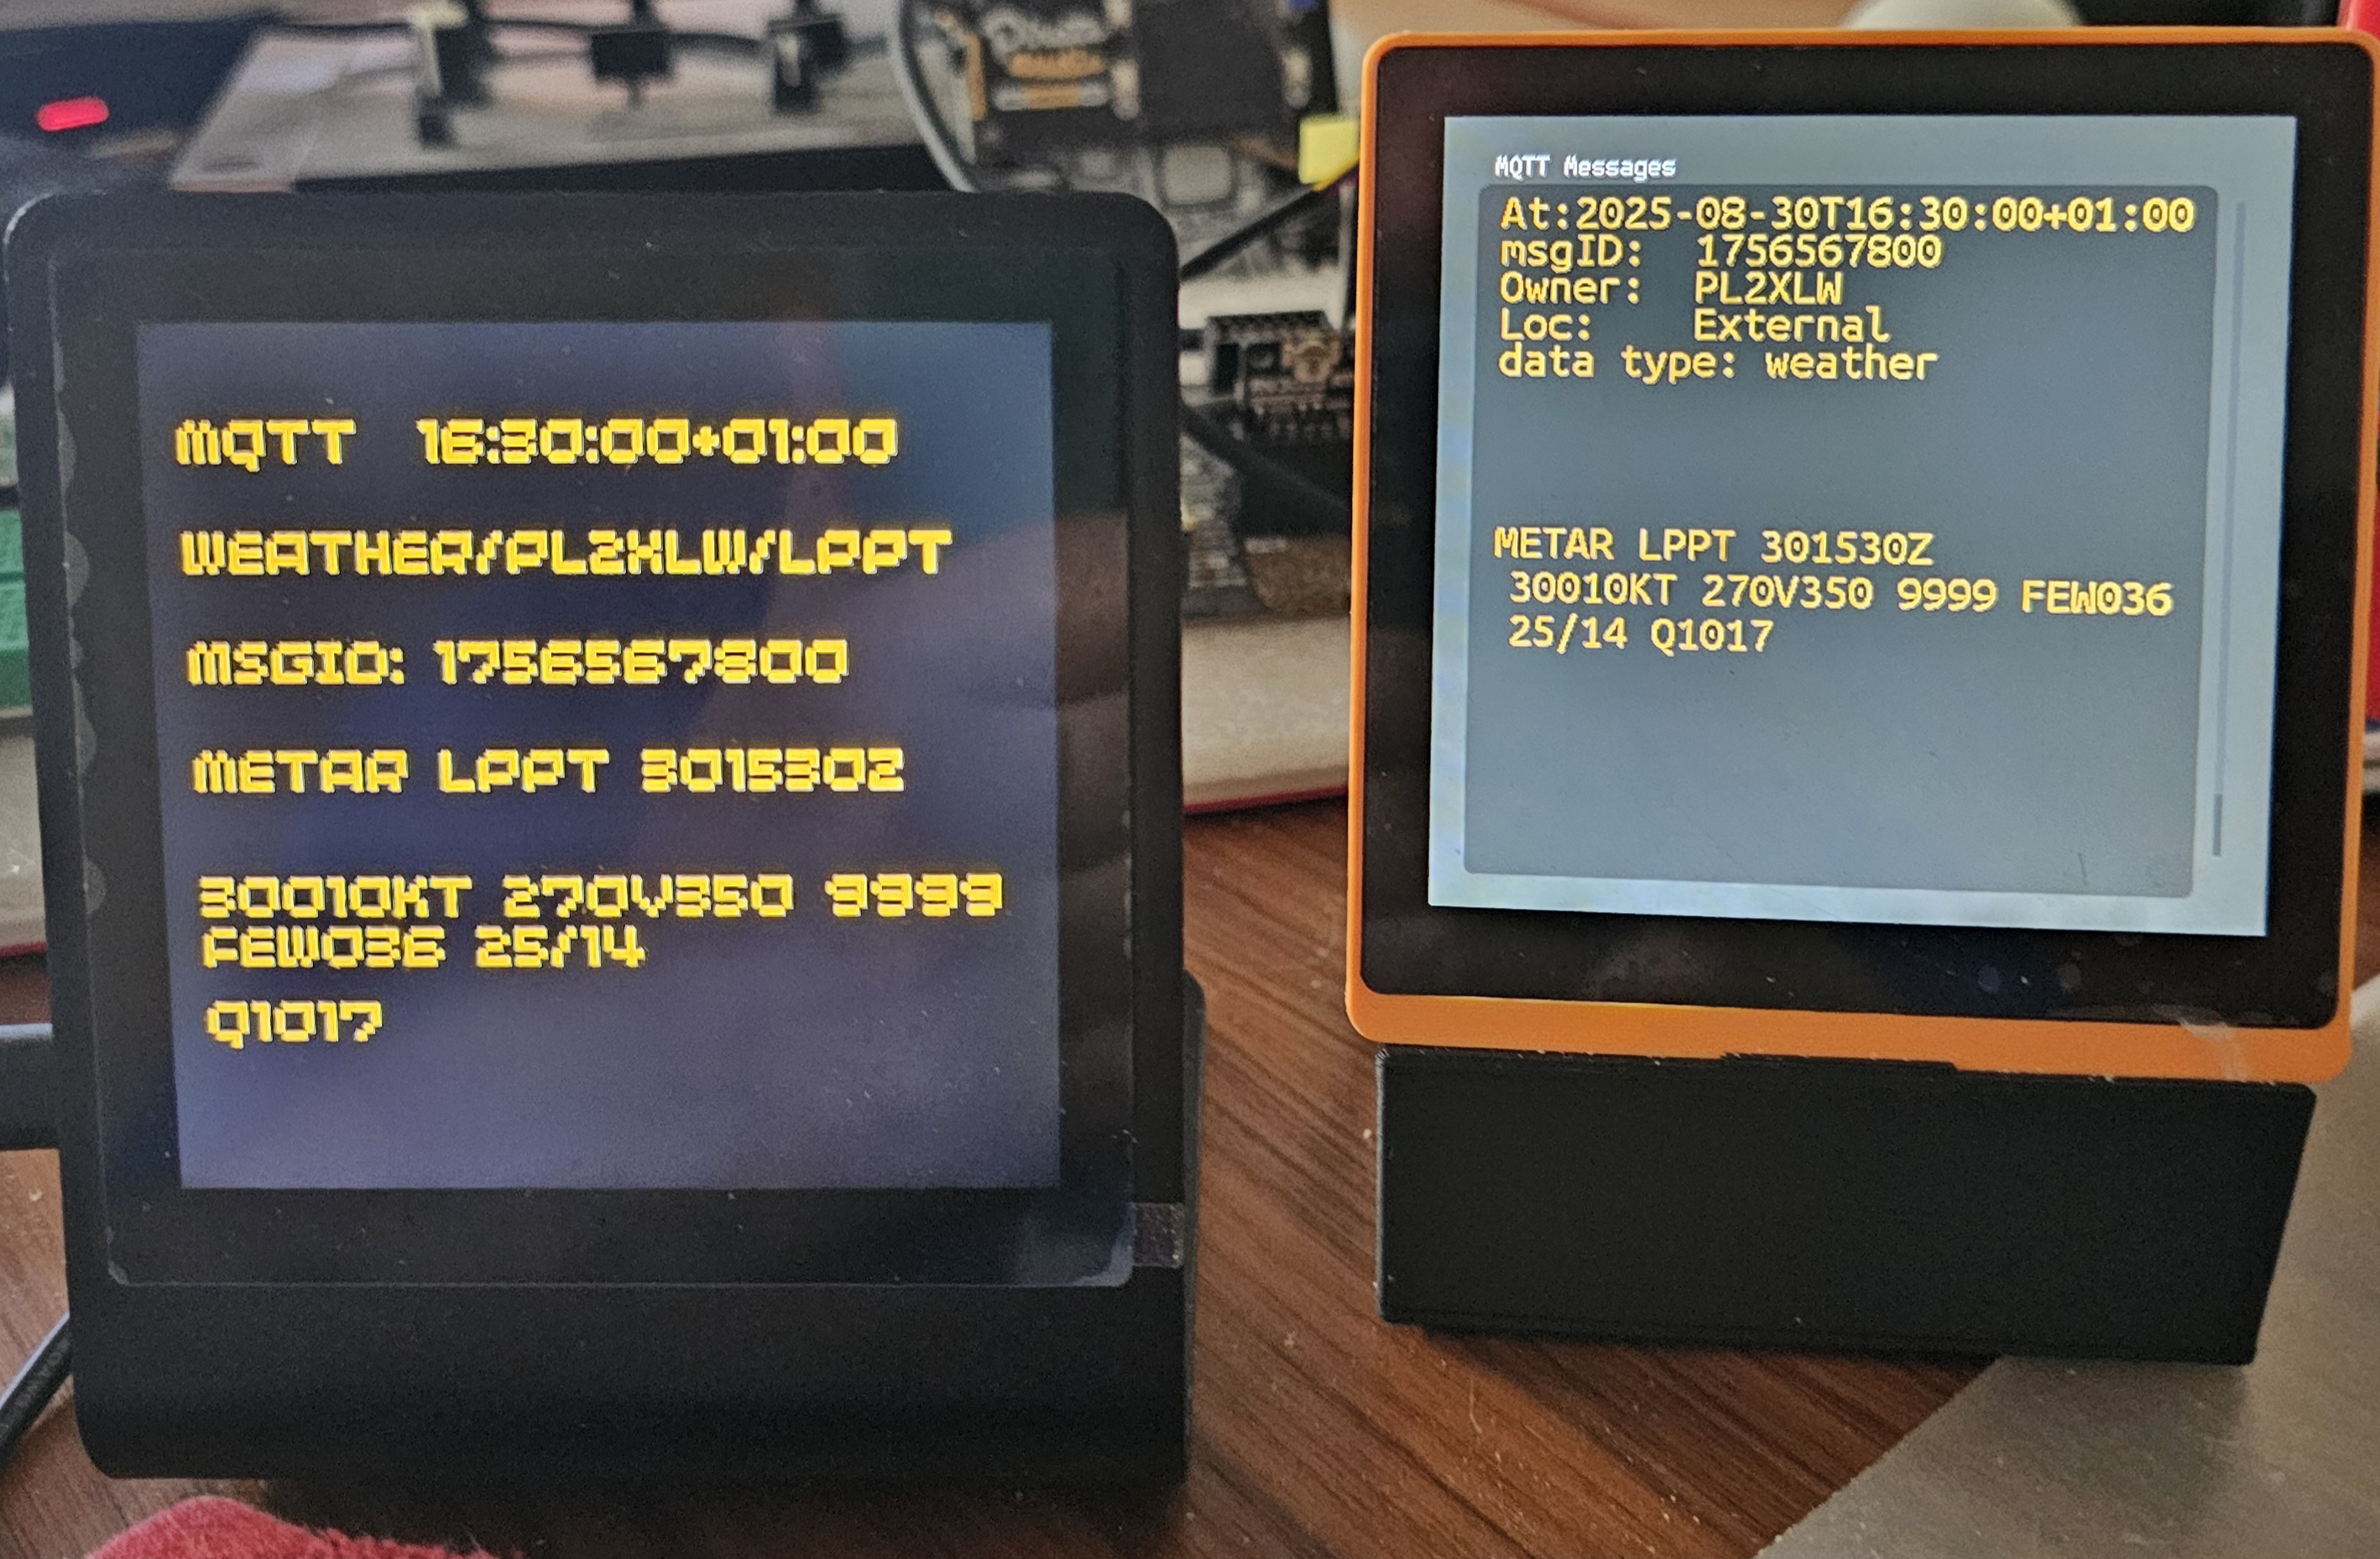 MQTT 16:30:00+01:00
WEATHER/PL2XLW/LPPT
MSGID: 1756567800
METAR LPPT 301530Z
30010KT 270V350 9999
FEW036 25/14
Q1017
MQTT Messages
At:2025-08-30T16:30:00+01:00
msgID: 1756567800
Owner: PL2XLW
Loc: External
data type: weather
METAR LPPT 301530Z
30010KT 270V350 9999 FEW036
25/14 Q1017